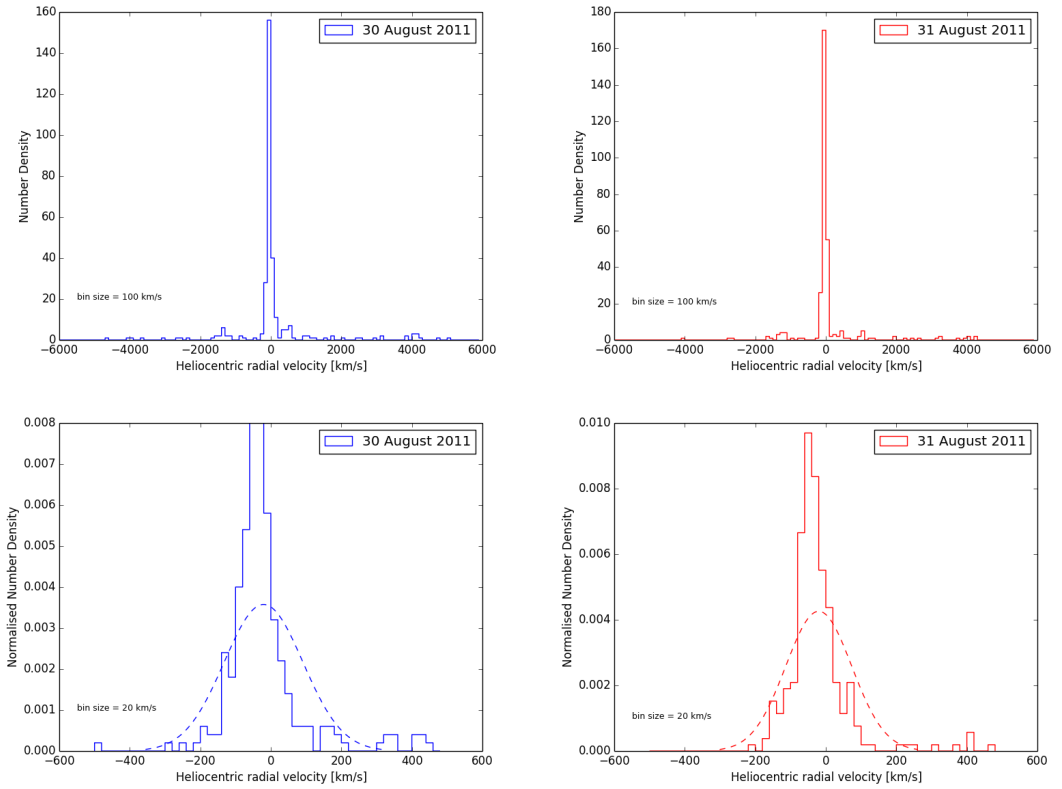 160
140
120
100
80
60
40
20
0
Number Density
30 August 2011
bin size = 100 km/s
−6000 −4000 −2000 0 2000 4000 6000
Heliocentric radial velocity [km/s]
180
160
140
120
100
80
60
40
20
0
Number Density
31 August 2011
bin size = 100 km/s
−6000 −4000 −2000 0 2000 4000 6000
Heliocentric radial velocity [km/s]
0.008
0.007
0.006
0.005
0.004
0.003
0.002
0.001
0.000
Normalised Number Density
30 August 2011
bin size = 20 km/s
−600 −400 −200 0 200 400 600
Heliocentric radial velocity [km/s]
0.010
0.008
0.006
0.004
0.002
0.000
Normalised Number Density
31 August 2011
bin size = 20 km/s
−600 −400 −200 0 200 400 600
Heliocentric radial velocity [km/s]